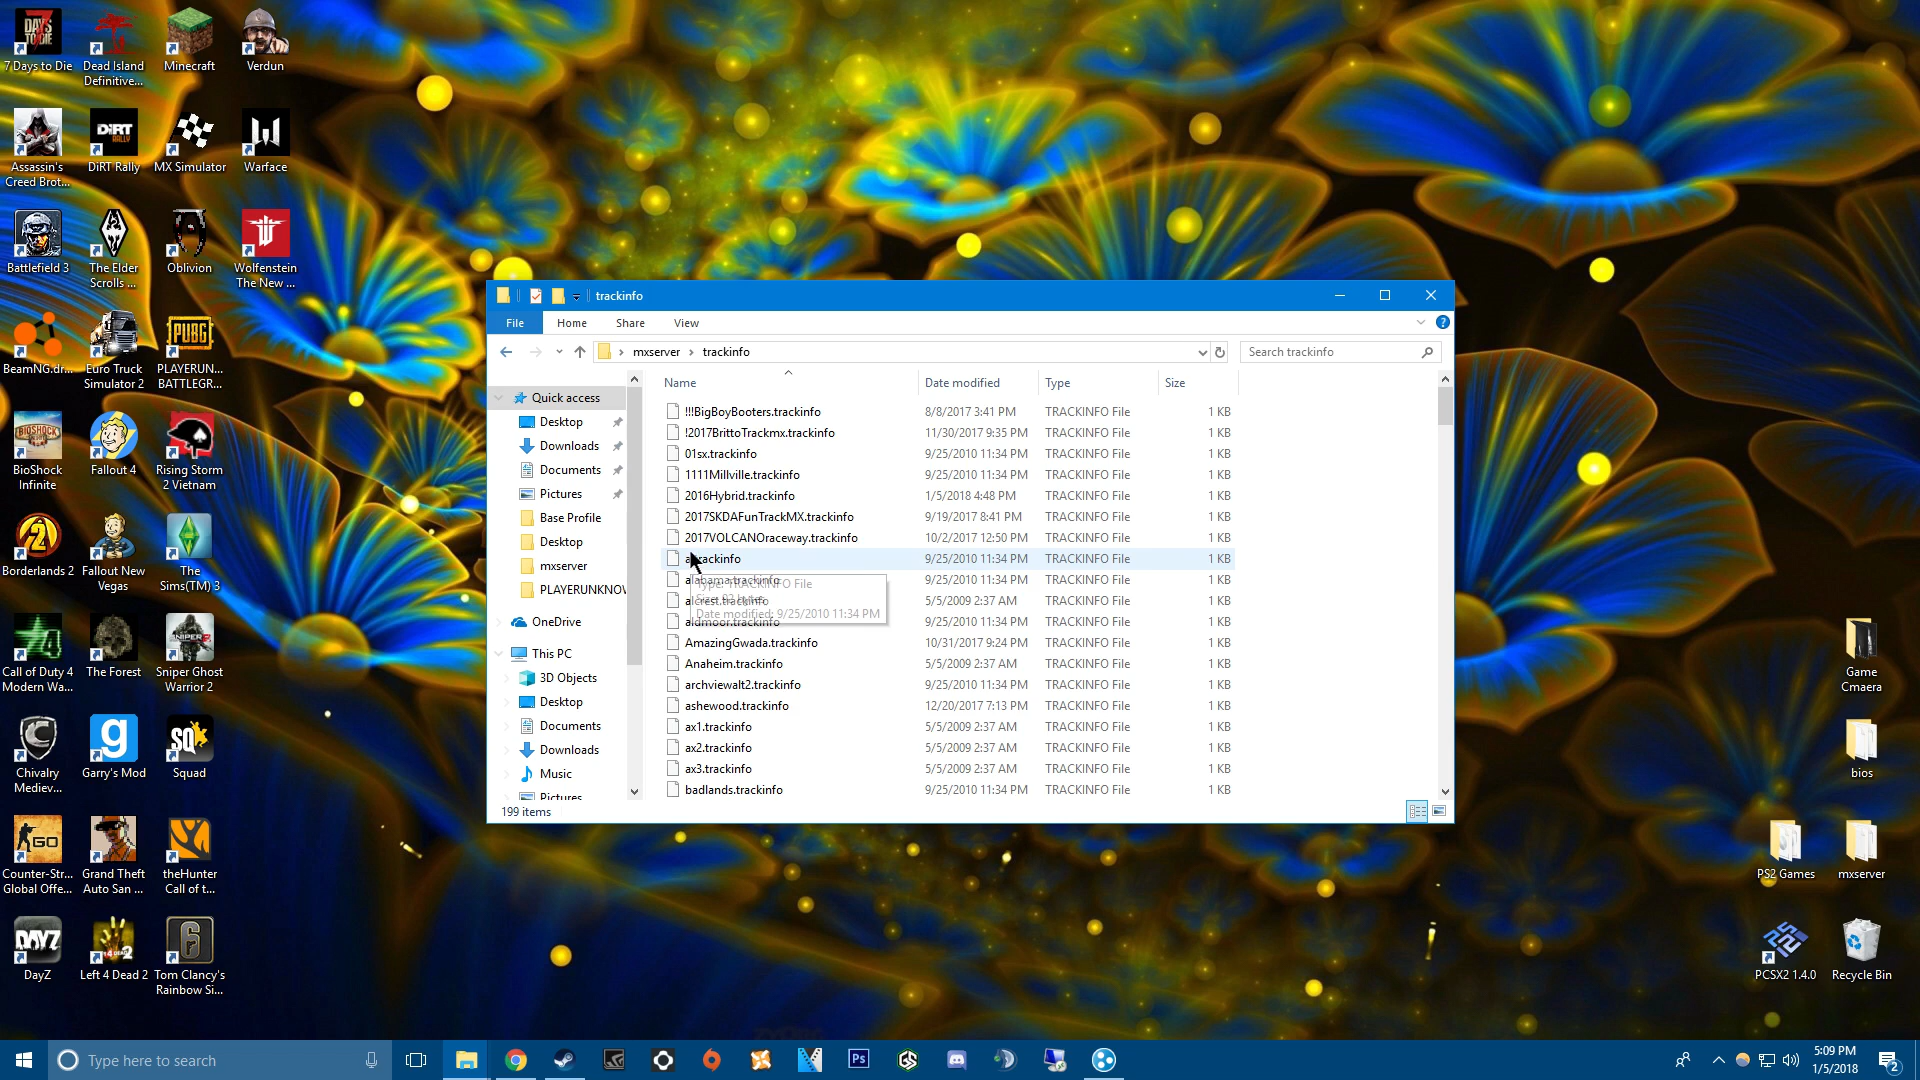 7 Days to Die
Dead Island
Definitive...
Minecraft
Verdun
Assassin's
Creed Brot...
DiRT Rally
MX Simulator
Warface
Battlefield 3
The Elder
Scrolls ...
Oblivion
Wolfenstein
The New ...
BeamNG.dr...
Euro Truck
Simulator 2
PLAYERUN...
BATTLEGR...
BioShock
Infinite
Fallout 4
Rising Storm
2 Vietnam
Borderlands 2
Fallout New
Vegas
The
Sims(TM) 3
Call of Duty 4
Modern Wa...
The Forest
Sniper Ghost
Warrior 2
Chivalry
Mediev...
Garry's Mod
Squad
Counter-Str...
Global Offe...
Grand Theft
Auto San ...
theHunter
Call of t...
DayZ
Left 4 Dead 2
Tom Clancy's
Rainbow Si...
trackinfo
File
Home
Share
View
mxserver
trackinfo
Search trackinfo
Quick access
Desktop
Downloads
Documents
Pictures
Base Profile
Desktop
mxserver
PLAYERUNKNOW
OneDrive
This PC
3D Objects
Desktop
Documents
Downloads
Music
Pictures
Name Date modified Type Size
!!!BigBoyBooters.trackinfo 8/8/2017 3:41 PM TRACKINFO File 1 KB
!2017BrittoTrackmx.trackinfo 11/30/2017 9:35 PM TRACKINFO File 1 KB
01sx.trackinfo 9/25/2010 11:34 PM TRACKINFO File 1 KB
1111Millville.trackinfo 9/25/2010 11:34 PM TRACKINFO File 1 KB
2016Hybrid.trackinfo 1/5/2018 4:48 PM TRACKINFO File 1 KB
2017SKDAFunTrackMX.trackinfo 9/19/2017 8:41 PM TRACKINFO File 1 KB
2017VOLCANOraceway.trackinfo 10/2/2017 12:50 PM TRACKINFO File 1 KB
9/25/2010 11:34 PM TRACKINFO File 1 KB
alabama.trackinfo 9/25/2010 11:34 PM TRACKINFO File 1 KB
alcrest.trackinfo 5/5/2009 2:37 AM TRACKINFO File 1 KB
aldmoor.trackinfo 9/25/2010 11:34 PM TRACKINFO File 1 KB
AmazingGwada.trackinfo 10/31/2017 9:24 PM TRACKINFO File 1 KB
Anaheim.trackinfo 5/5/2009 2:37 AM TRACKINFO File 1 KB
archviewalt2.trackinfo 9/25/2010 11:34 PM TRACKINFO File 1 KB
ashewood.trackinfo 12/20/2017 7:13 PM TRACKINFO File 1 KB
ax1.trackinfo 5/5/2009 2:37 AM TRACKINFO File 1 KB
ax2.trackinfo 5/5/2009 2:37 AM TRACKINFO File 1 KB
ax3.trackinfo 5/5/2009 2:37 AM TRACKINFO File 1 KB
badlands.trackinfo 9/25/2010 11:34 PM TRACKINFO File 1 KB
Type: TRACKINFO File
Date modified: 9/25/2010 11:34 PM
199 items
Game
Cmaera
bios
PS2 Games
mxserver
PCSX2 1.4.0
Recycle Bin
Type here to search
Ps
5:09 PM
1/5/2018
2